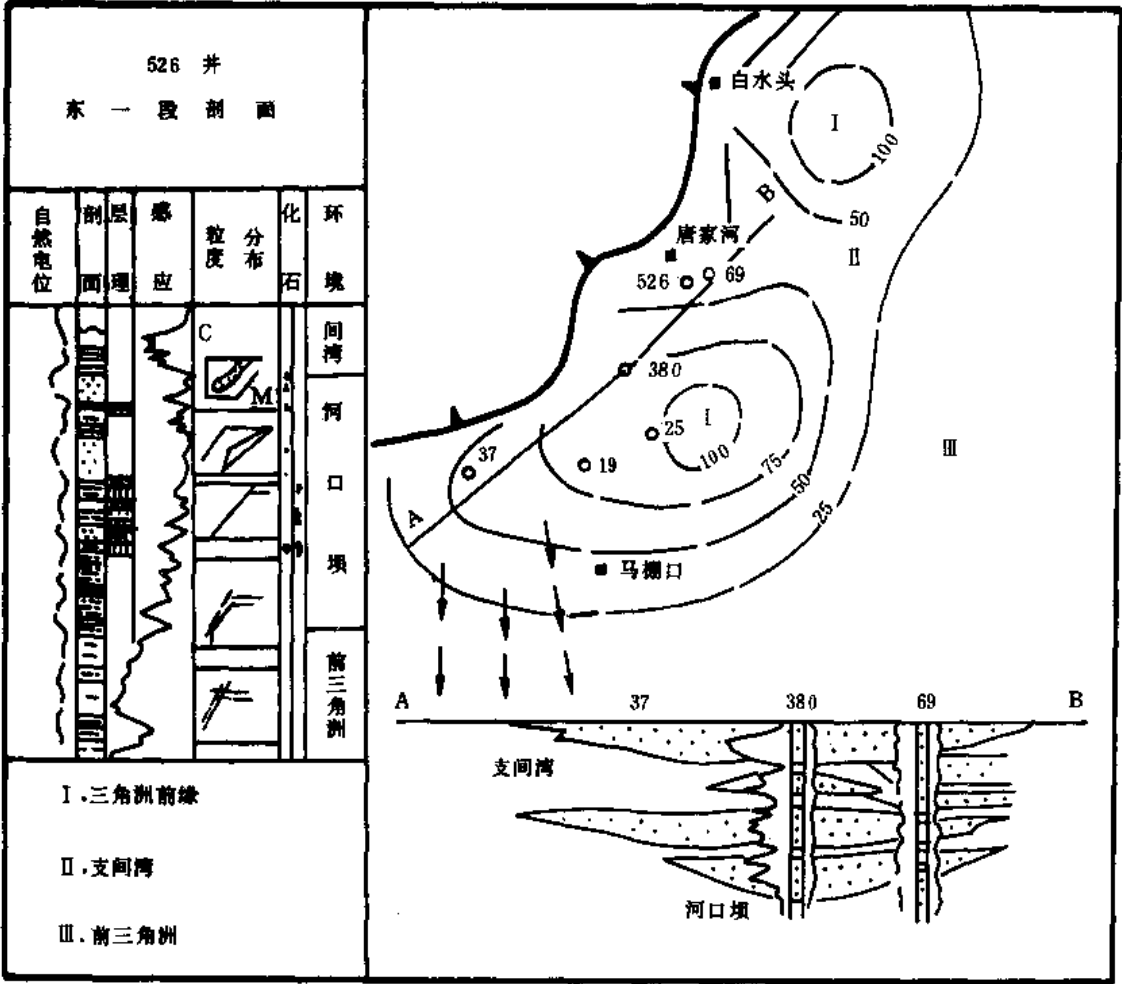 526 井
东一段剖面
自然电位
剖面
层理
感应
粒度分布
化石
环境
C
M
间湾
河口坝
前三角洲
I.三角洲前缘
II.支间湾
III.前三角洲
白水头
I
100
B
50
唐家河
II
526
69
380
25
I
100
75
50
25
III
37
19
A
马棚口
A
37
380
69
B
支间湾
河口坝